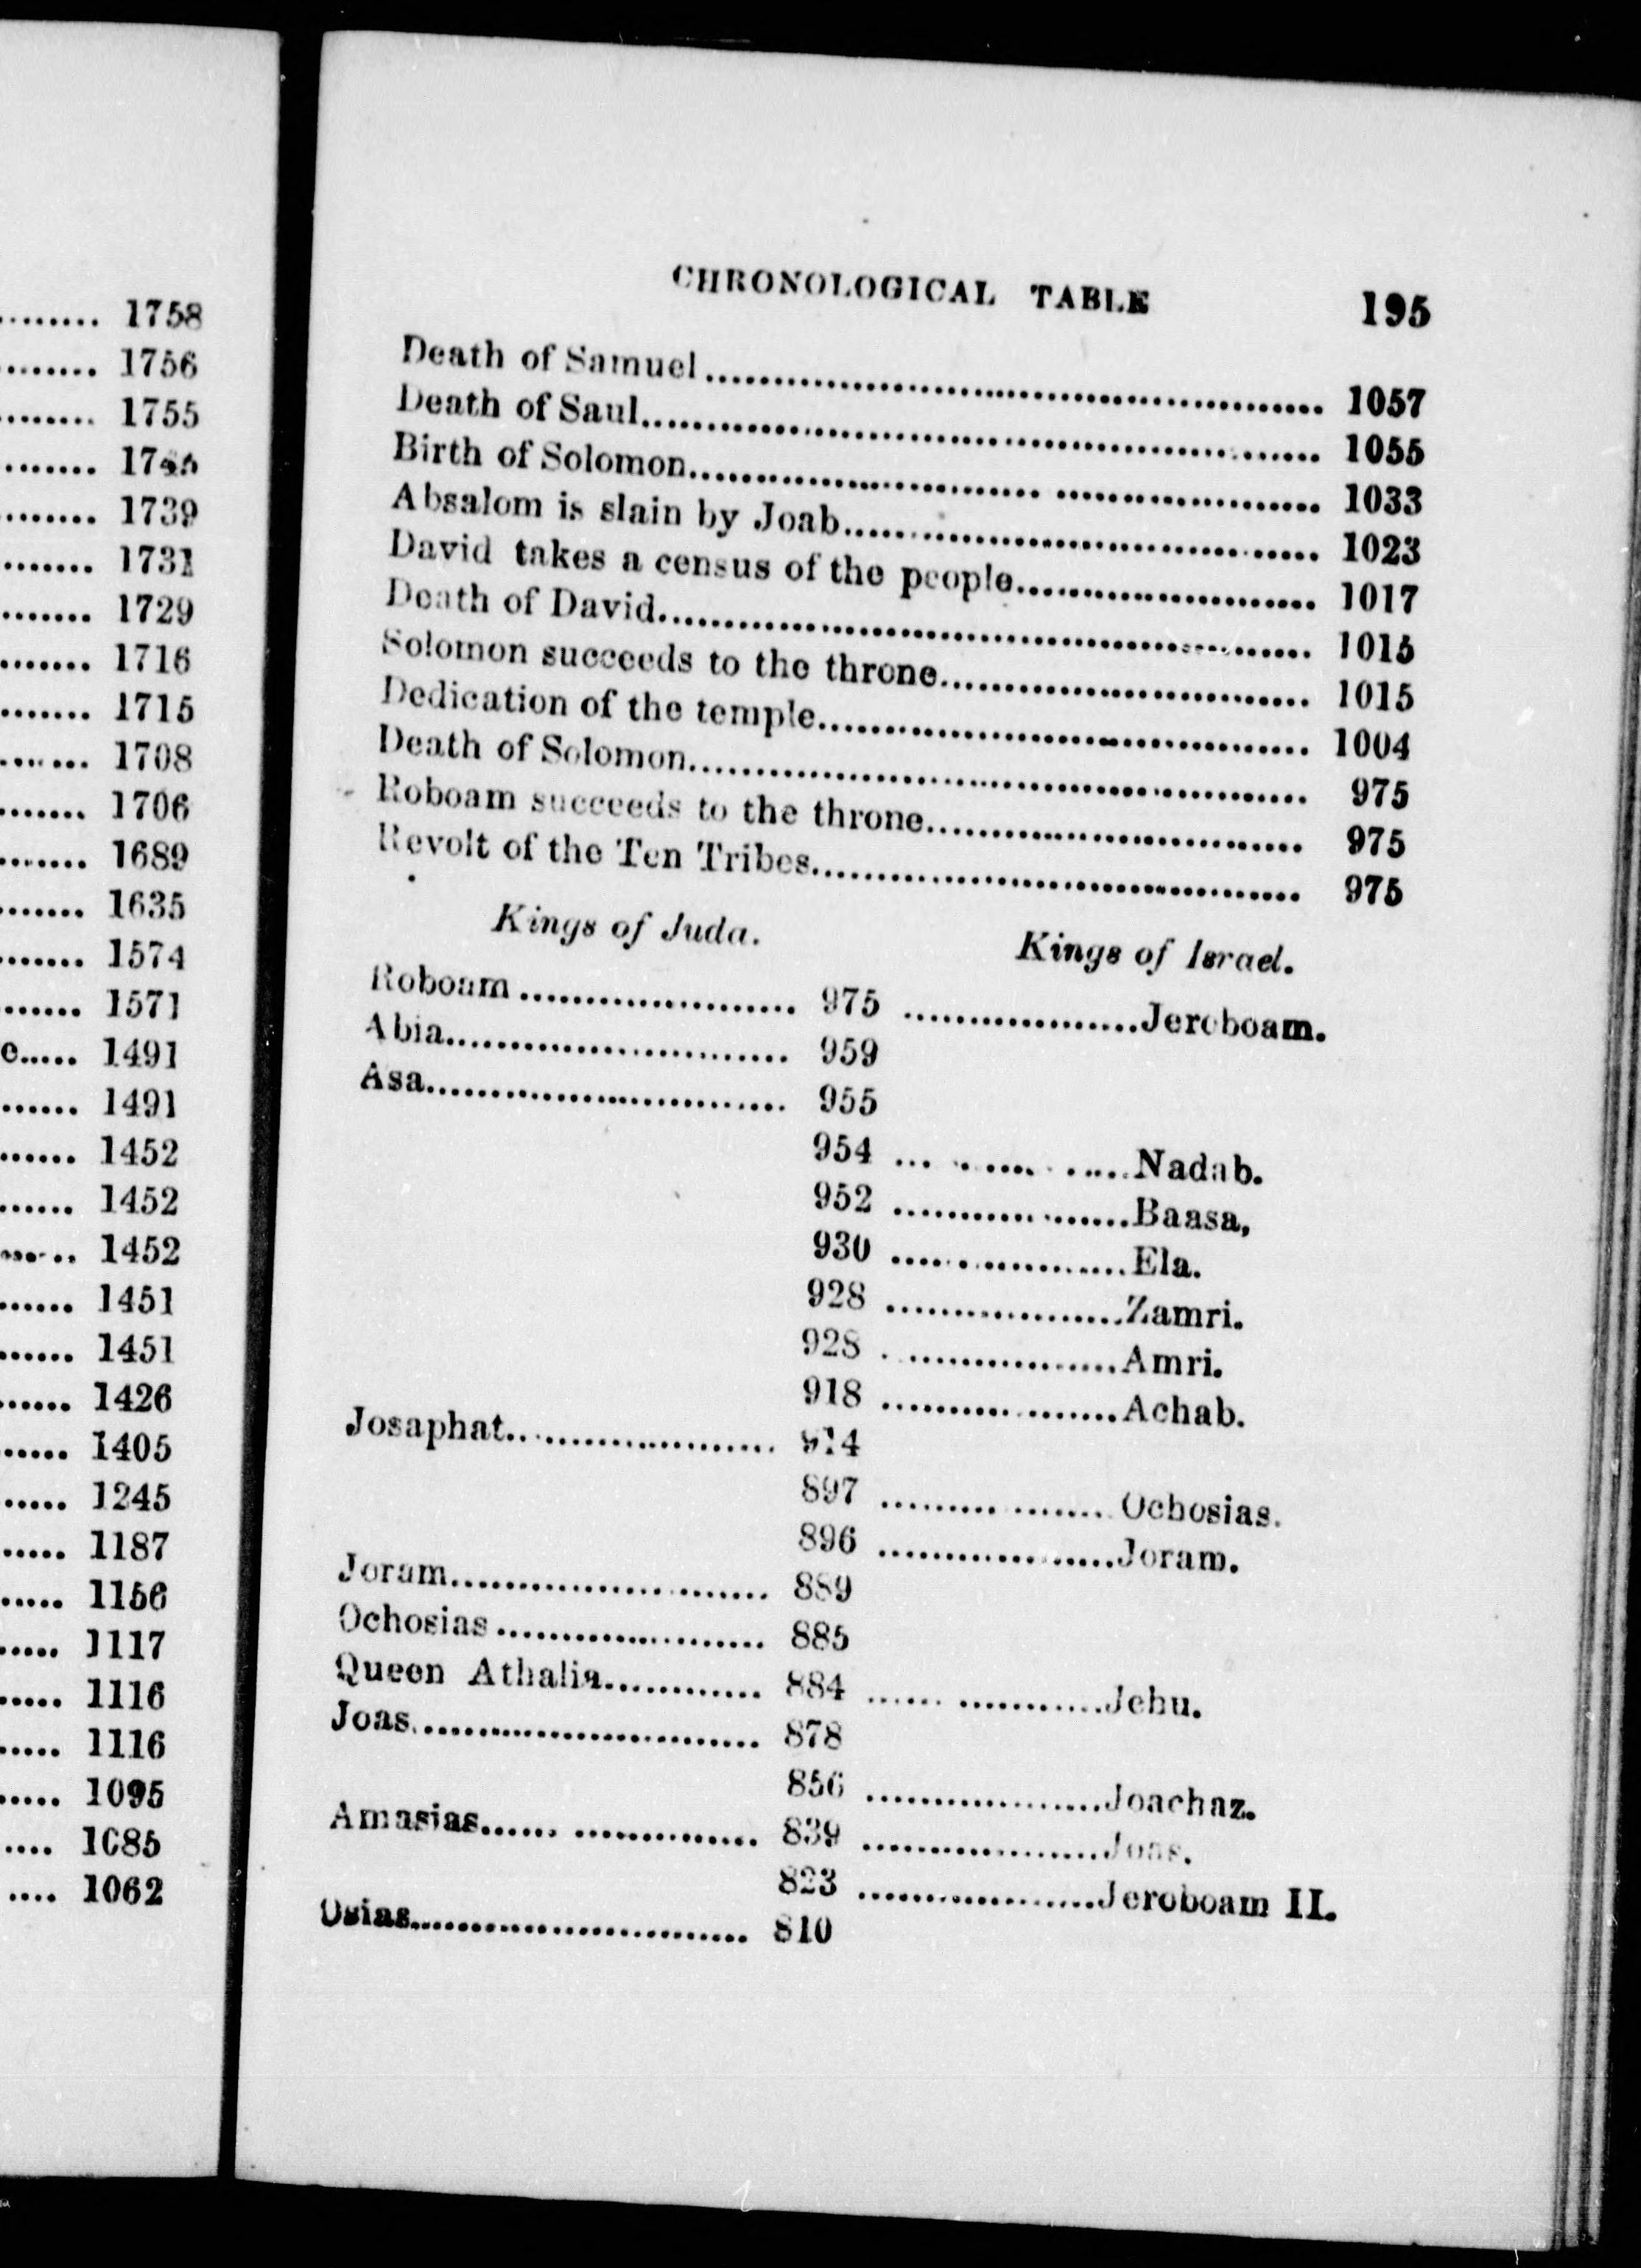 ........ 1758
........ 1756
........ 1755
........
........ 1739
........ 1731
........ 1729
........ 1716
........ 1715
........ 1708
........ 1706
........ 1689
........ 1635
........ 1574
........ 1571
e..... 1491
........ 1491
........ 1452
........ 1452
........ 1452
........ 1451
........ 1451
........ 1426
........ 1405
........ 1245
........ 1187
........ 1156
........ 1117
........ 1116
........ 1116
........ 1095
.... 1085
.... 1062
CHRONOLOGICAL TABLE 195
Death of Samuel........ 1057
Death of Saul........ 1055
Birth of Solomon........ 1033
Absalom is slain by Joab........ 1023
David takes a census of the people........ 1017
Death of David........ 1015
Solomon succeeds to the throne........ 1015
Dedication of the temple........ 1004
Death of Solomon........ 975
Roboam succeeds to the throne........ 975
Revolt of the Ten Tribes........ 975
Kings of Juda. Kings of Israel.
Roboam........ 975 ........Jeroboam.
Abia........ 959
Asa........ 955
954 ........Nadab.
952 ........Baasa,
930 ........Ela.
928 ........Zamri.
928 ........Amri.
918 ........Achab.
Josaphat........ 914
897 ........Ochosias.
896 ........Joram.
Joram........ 889
Ochosias........ 885
Queen Athalia........ 884 ........Jehu.
Joas........ 878
856 ........Joachaz.
Amasias........ 839 ........Joas.
823 ........Jeroboam II.
Osias........ 810